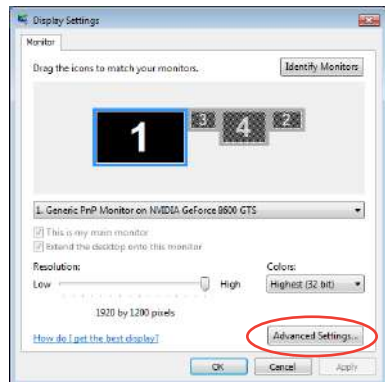 Display Settings
Monitor
Drag the icons to match your monitors.
Identify Monitors
1
3
4
2
1. Generic PnP Monitor on NVIDIA GeForce 8600 GTS
This is my main monitor
Extend the desktop onto this monitor
Resolution:
Colors:
Low
High
Highest (32 bit)
1920 by 1200 pixels
How do I get the best display?
Advanced Settings...
OK
Cancel
Apply